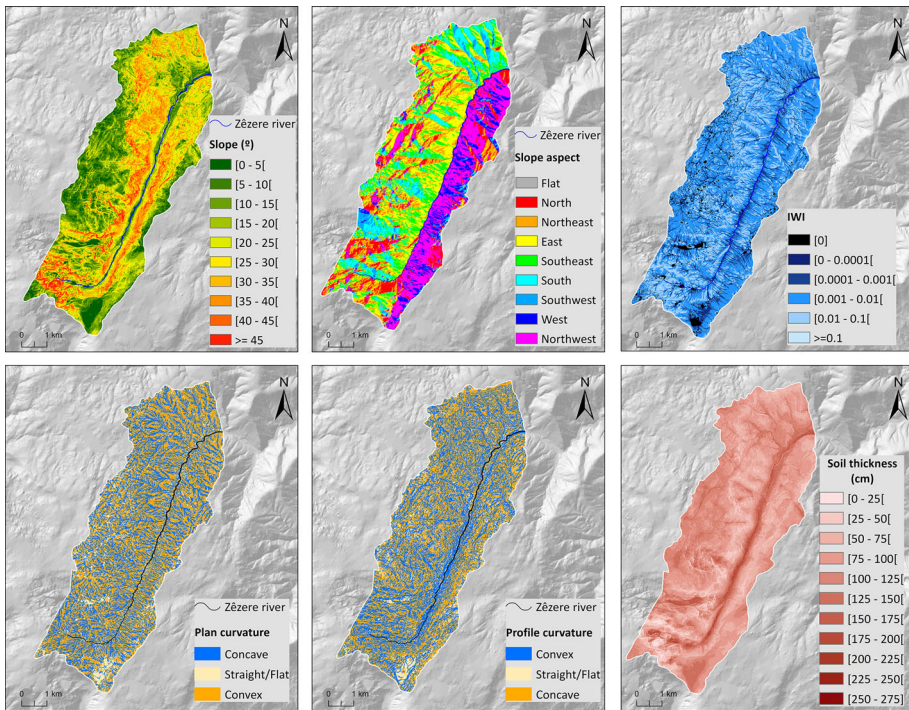 N
Zêzere river
Slope (º)
[0 - 5[
[5 - 10[
[10 - 15[
[15 - 20[
[20 - 25[
[25 - 30[
[30 - 35[
[35 - 40[
[40 - 45[
>= 45
0 1 km
N
Zêzere river
Slope aspect
Flat
North
Northeast
East
Southeast
South
Southwest
West
Northwest
0 1 km
N
IWI
[0]
[0 - 0.0001[
[0.0001 - 0.001[
[0.001 - 0.01[
[0.01 - 0.1[
>=0.1
0 1 km
N
Zêzere river
Plan curvature
Concave
Straight/Flat
Convex
0 1 km
N
Zêzere river
Profile curvature
Convex
Straight/Flat
Concave
0 1 km
N
Soil thickness
(cm)
[0 - 25[
[25 - 50[
[50 - 75[
[75 - 100[
[100 - 125[
[125 - 150[
[150 - 175[
[175 - 200[
[200 - 225[
[225 - 250[
[250 - 275[
0 1 km